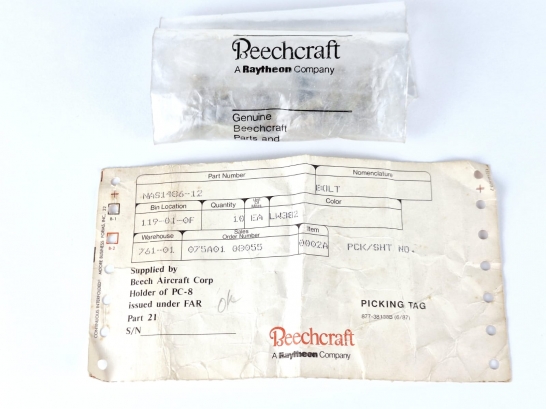 Beechcraft
A Raytheon Company
Genuine
Beechcraft
Parts and
Part Number
Nomenclature
NAS1986-12
BOLT
Bin Location
Quantity
Color
119-01-0F
10 EA
LW382
Warehouse
Sales
Order Number
Item
761-01
075A01 08055
0002A
PCK/SHT NO.
Supplied by
Beech Aircraft Corp
Holder of PC-8
issued under FAR
Part 21
S/N
Ok
PICKING TAG
Beechcraft
A Raytheon Company